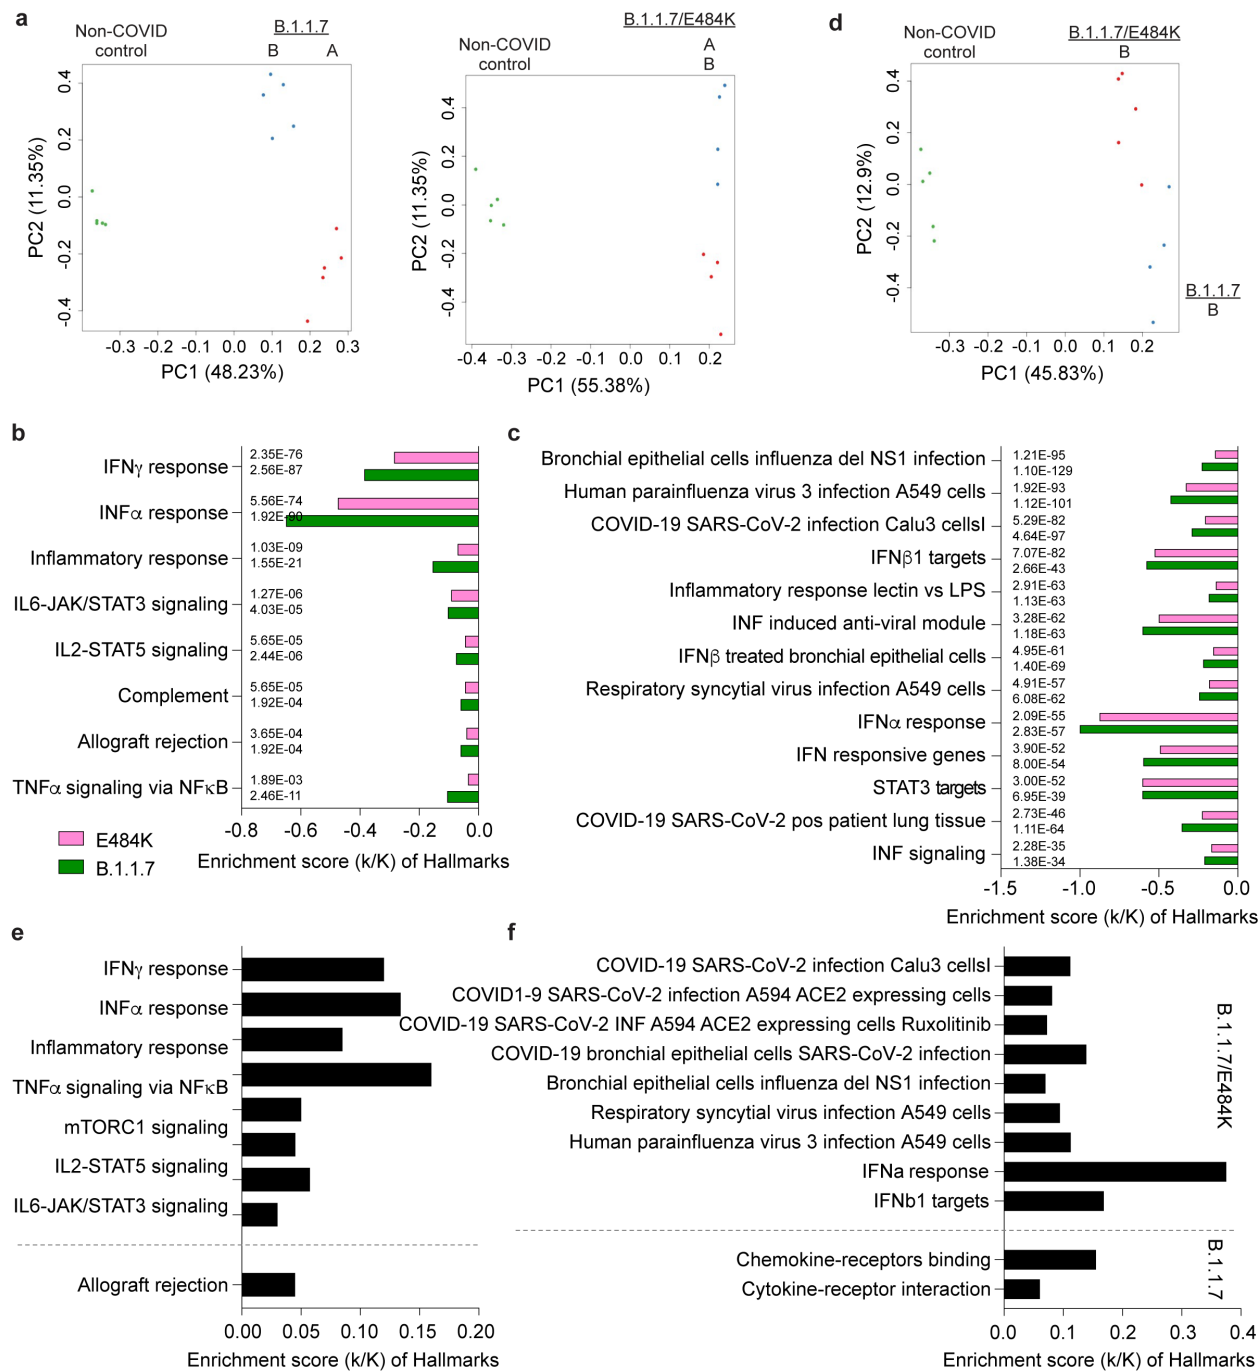 a
Non-COVID
control
B.1.1.7
B A
PC2 (11.35%)
0.4
0.2
0.0
-0.2
-0.4
-0.3 -0.2 -0.1 0.0 0.1 0.2 0.3
PC1 (48.23%)
Non-COVID
control
B.1.1.7/E484K
A
B
PC2 (11.35%)
0.4
0.2
0.0
-0.2
-0.4
-0.4 -0.3 -0.2 -0.1 0.0 0.1 0.2
PC1 (55.38%)
d
Non-COVID
control
B.1.1.7/E484K
B
PC2 (12.9%)
0.4
0.2
0.0
-0.2
-0.4
-0.3 -0.2 -0.1 0.0 0.1 0.2
PC1 (45.83%)
B.1.1.7
B
b
IFNγ response
2.35E-76
2.56E-87
INFα response
5.56E-74
1.92E-90
Inflammatory response
1.03E-09
1.55E-21
IL6-JAK/STAT3 signaling
1.27E-06
4.03E-05
IL2-STAT5 signaling
5.65E-05
2.44E-06
Complement
5.65E-05
1.92E-04
Allograft rejection
3.65E-04
1.92E-04
TNFα signaling via NFκB
1.89E-03
2.46E-11
-0.8 -0.6 -0.4 -0.2 0.0
Enrichment score (k/K) of Hallmarks
E484K
B.1.1.7
c
Bronchial epithelial cells influenza del NS1 infection
1.21E-95
1.10E-129
Human parainfluenza virus 3 infection A549 cells
1.92E-93
1.12E-101
COVID-19 SARS-CoV-2 infection Calu3 cellsI
5.29E-82
4.64E-97
IFNβ1 targets
7.07E-82
2.66E-43
Inflammatory response lectin vs LPS
2.91E-63
1.13E-63
INF induced anti-viral module
3.28E-62
1.18E-63
IFNβ treated bronchial epithelial cells
4.95E-61
1.40E-69
Respiratory syncytial virus infection A549 cells
4.91E-57
6.08E-62
IFNα response
2.09E-55
2.83E-57
IFN responsive genes
3.90E-52
8.00E-54
STAT3 targets
3.00E-52
6.95E-39
COVID-19 SARS-CoV-2 pos patient lung tissue
2.73E-46
1.11E-64
INF signaling
2.28E-35
1.38E-34
-1.5 -1.0 -0.5 0.0
Enrichment score (k/K) of Hallmarks
e
IFNγ response
INFα response
Inflammatory response
TNFα signaling via NFκB
mTORC1 signaling
IL2-STAT5 signaling
IL6-JAK/STAT3 signaling
Allograft rejection
0.00 0.05 0.10 0.15 0.20
Enrichment score (k/K) of Hallmarks
f
COVID-19 SARS-CoV-2 infection Calu3 cellsI
COVID1-9 SARS-CoV-2 infection A594 ACE2 expressing cells
COVID-19 SARS-CoV-2 INF A594 ACE2 expressing cells Ruxolitinib
COVID-19 bronchial epithelial cells SARS-CoV-2 infection
Bronchial epithelial cells influenza del NS1 infection
Respiratory syncytial virus infection A549 cells
Human parainfluenza virus 3 infection A549 cells
IFNa response
IFNb1 targets
B.1.1.7/E484K
Chemokine-receptors binding
Cytokine-receptor interaction
B.1.1.7
0.0 0.1 0.2 0.3 0.4
Enrichment score (k/K) of Hallmarks